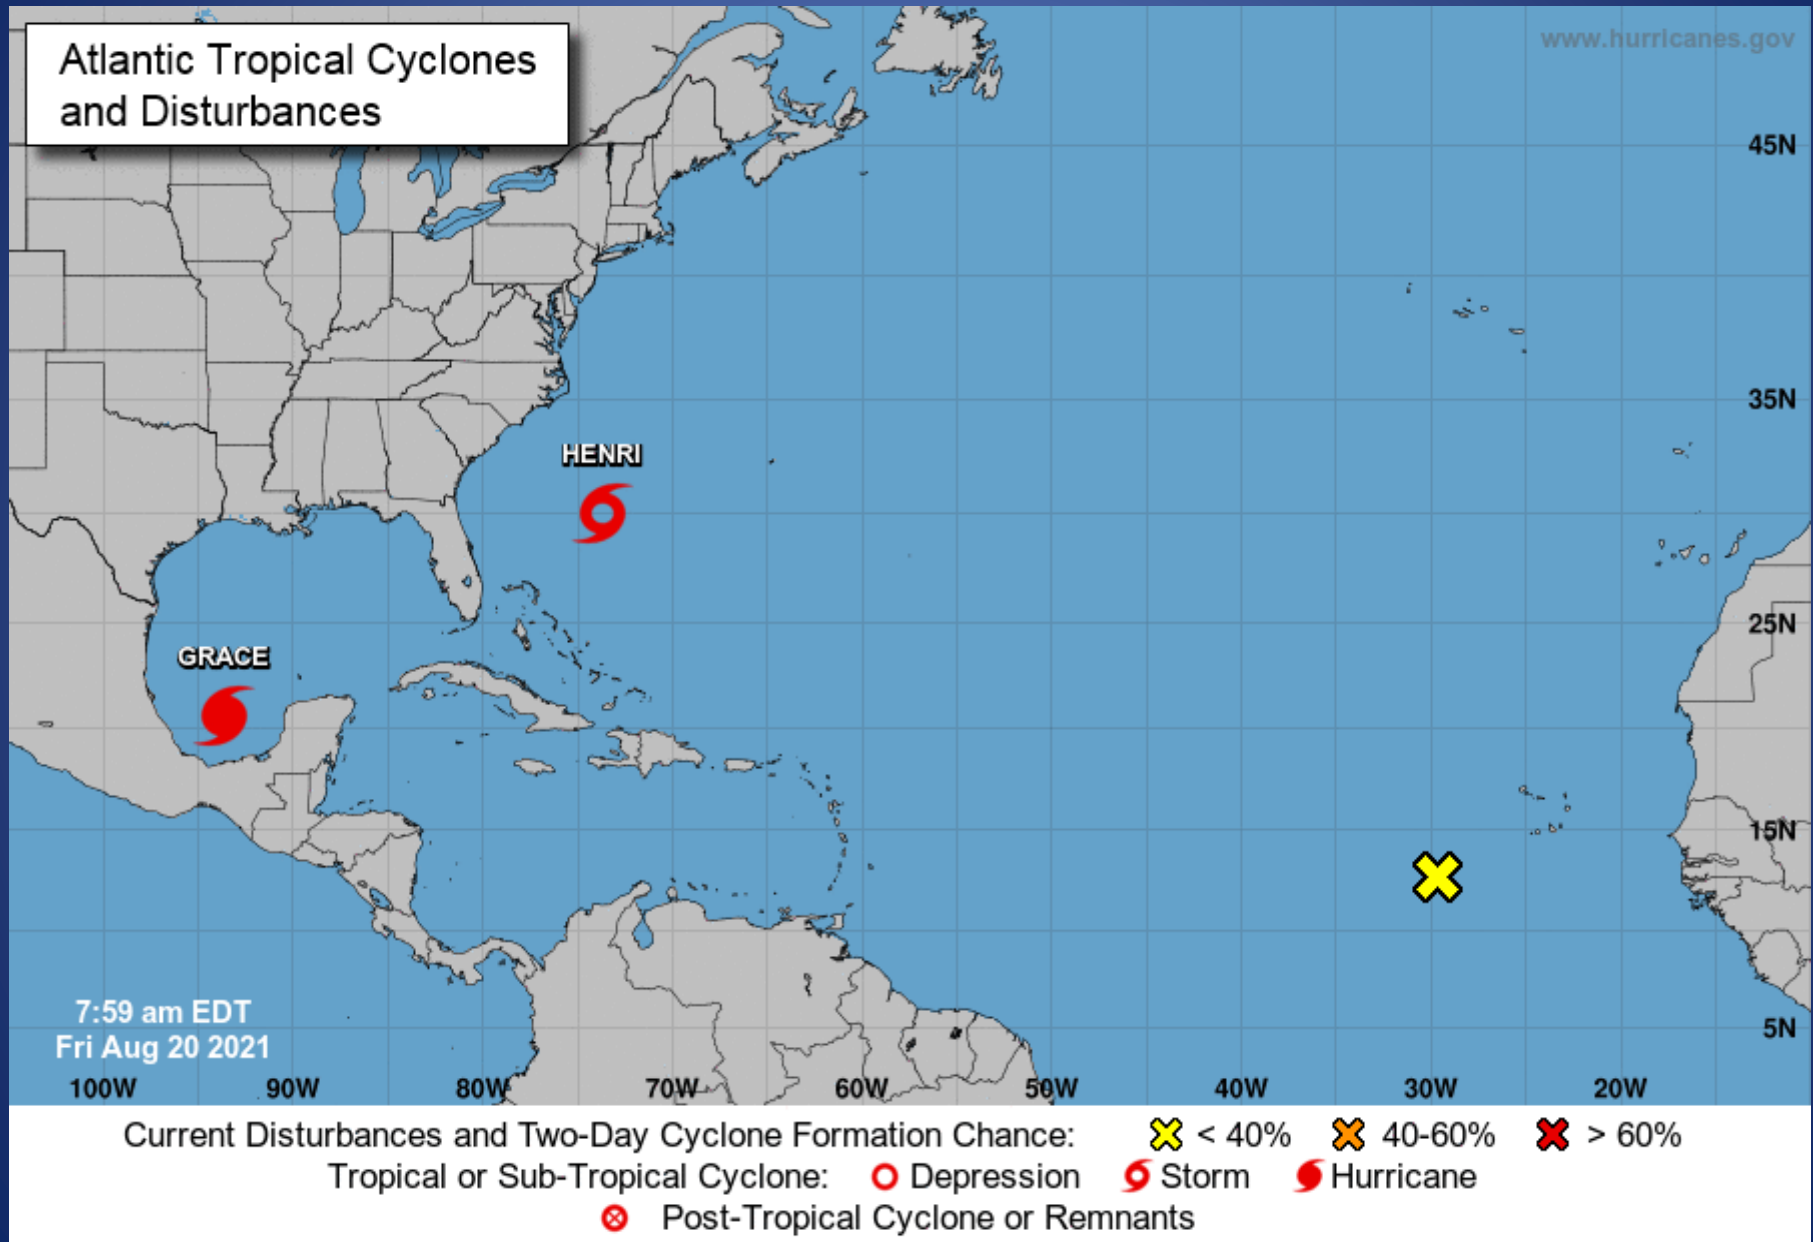 Atlantic Tropical Cyclones
and Disturbances
www.hurricanes.gov
45N
35N
HENRI
25N
GRACE
15N
7:59 am EDT
Fri Aug 20 2021
5N
100W 90W 80W 70W 60W 50W 40W 30W 20W
Current Disturbances and Two-Day Cyclone Formation Chance: < 40% 40-60% > 60%
Tropical or Sub-Tropical Cyclone: Depression Storm Hurricane
Post-Tropical Cyclone or Remnants